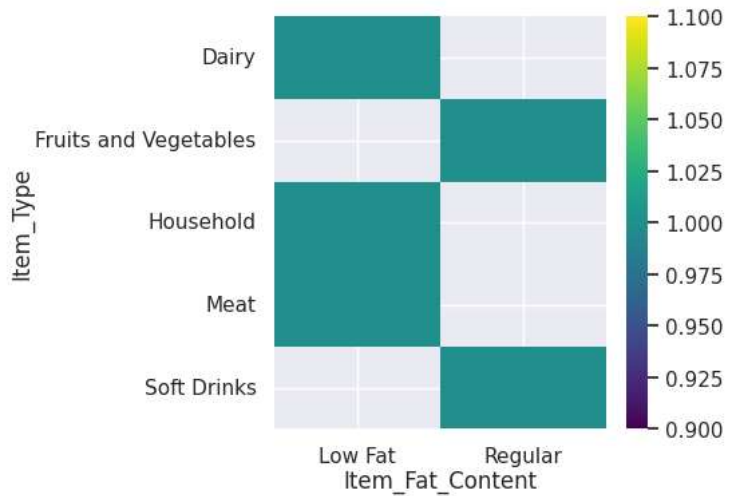 Dairy
Fruits and Vegetables
Household
Meat
Soft Drinks
Item_Type
Low Fat
Regular
Item_Fat_Content
1.100
1.075
1.050
1.025
1.000
0.975
0.950
0.925
0.900